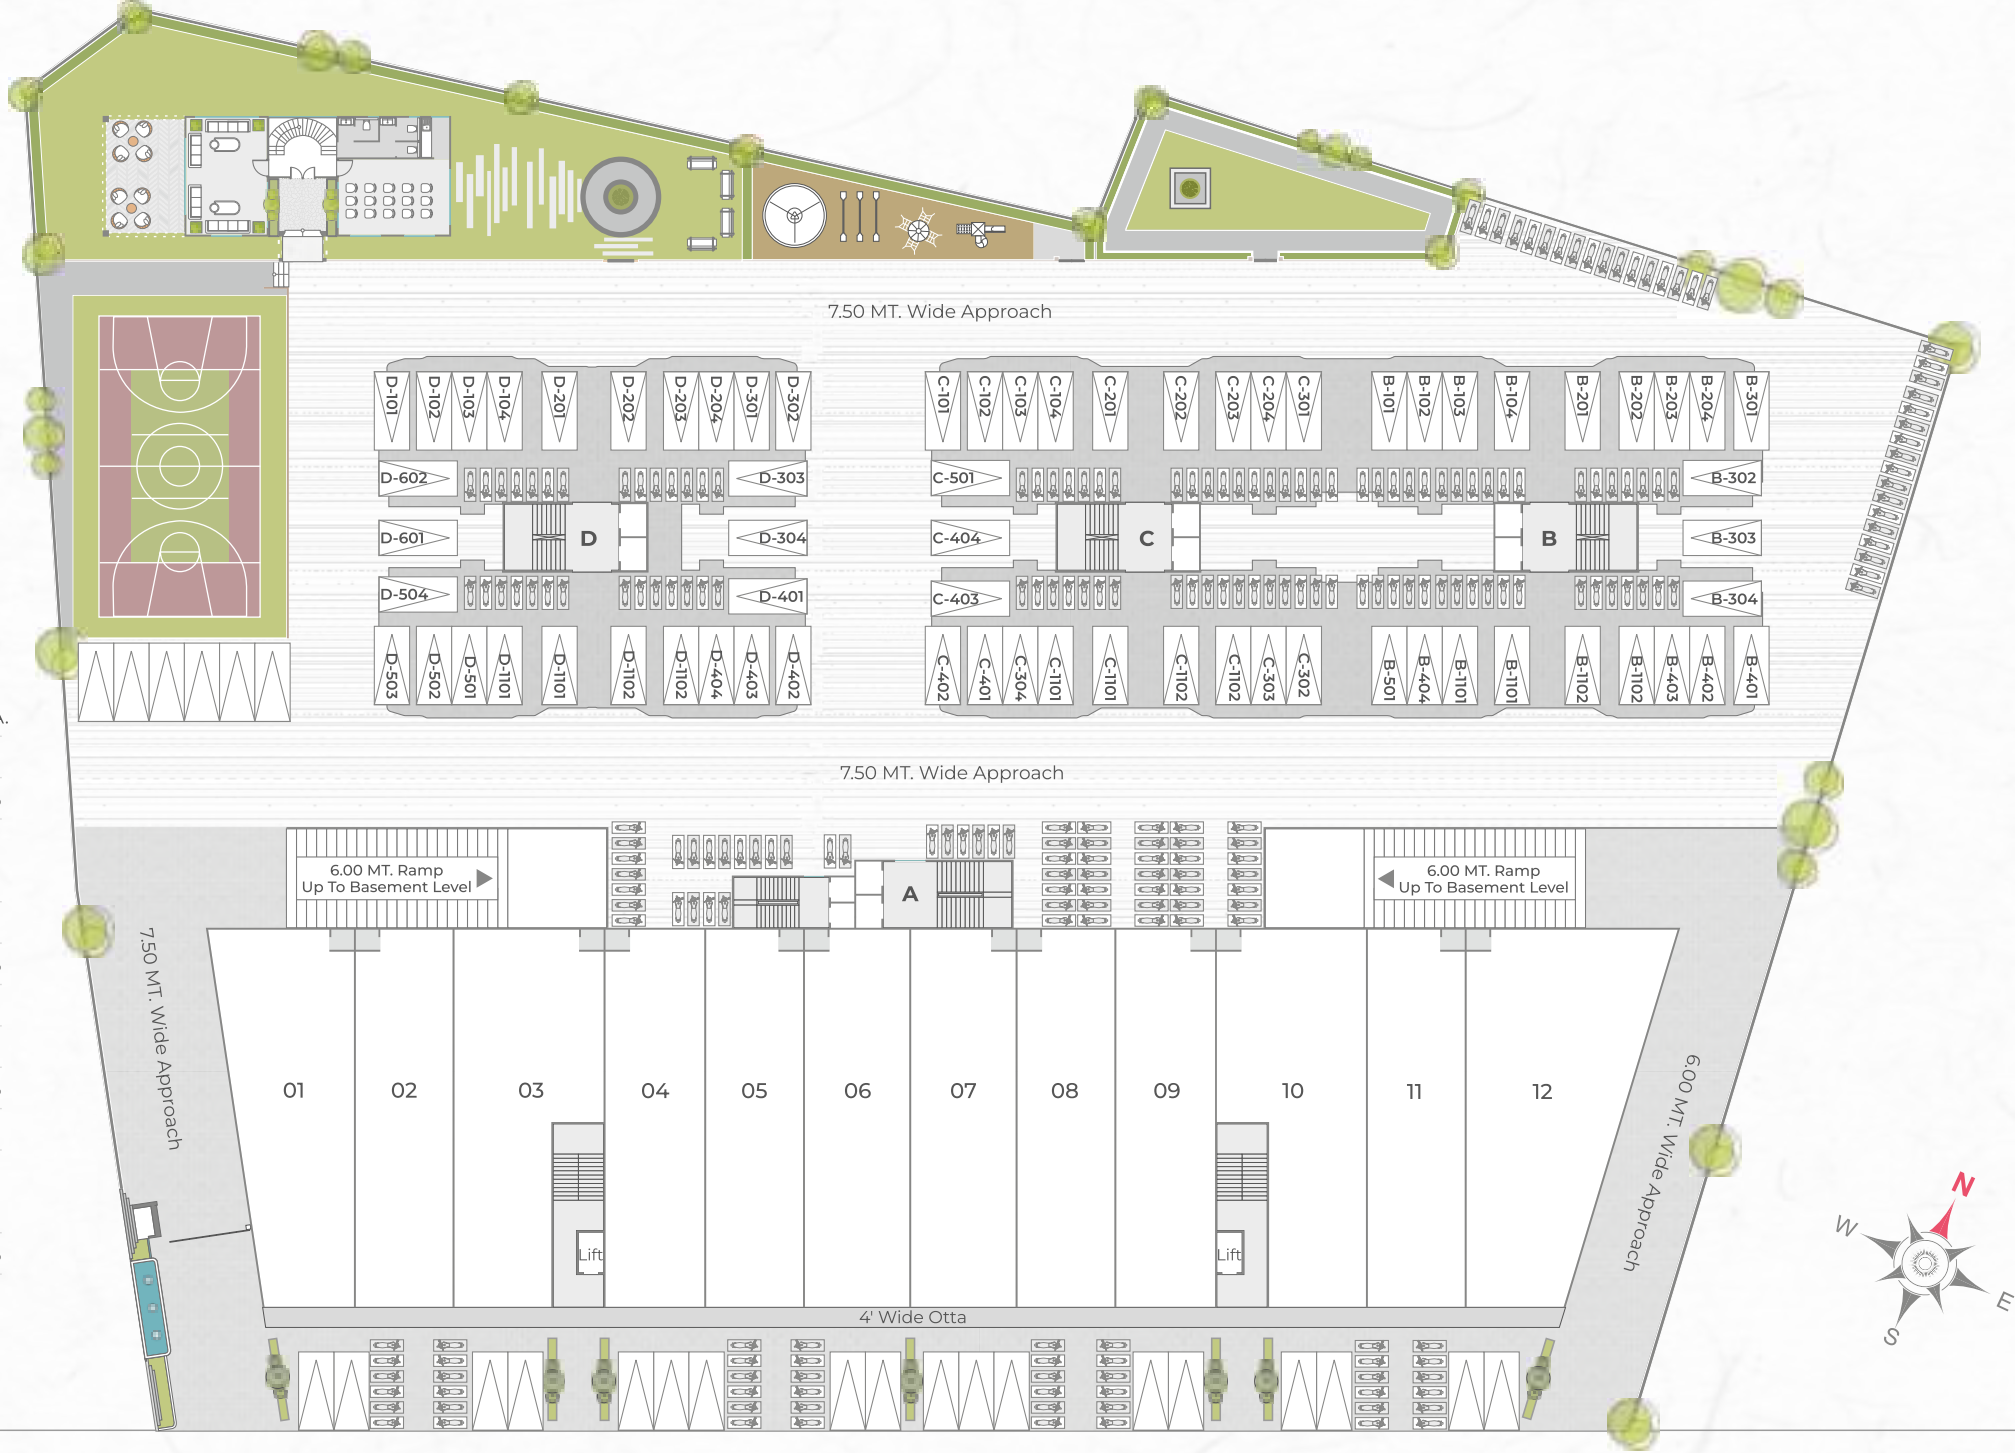 7.50 MT. Wide Approach
D-101
D-102
D-103
D-104
D-201
D-202
D-203
D-204
D-301
D-302
C-101
C-102
C-103
C-104
C-201
C-202
C-203
C-204
C-301
B-101
B-102
B-103
B-104
B-201
B-202
B-203
B-204
B-301
D-602
D-303
C-501
B-302
D-601
D
D-304
C-404
C
B
B-303
D-504
D-401
C-403
B-304
D-503
D-502
D-501
D-1101
D-1101
D-1102
D-1102
D-404
D-403
D-402
C-402
C-401
C-304
C-1101
C-1101
C-1102
C-1102
C-303
C-302
B-501
B-404
B-1101
B-1101
B-1102
B-1102
B-403
B-402
B-401
A.
7.50 MT. Wide Approach
6.00 MT. Ramp
Up To Basement Level
A
6.00 MT. Ramp
Up To Basement Level
7.50 MT. Wide Approach
01
02
03
04
05
06
07
08
09
10
11
12
6.00 MT. Wide Approach
Lift
Lift
4' Wide Otta
N
W
E
S